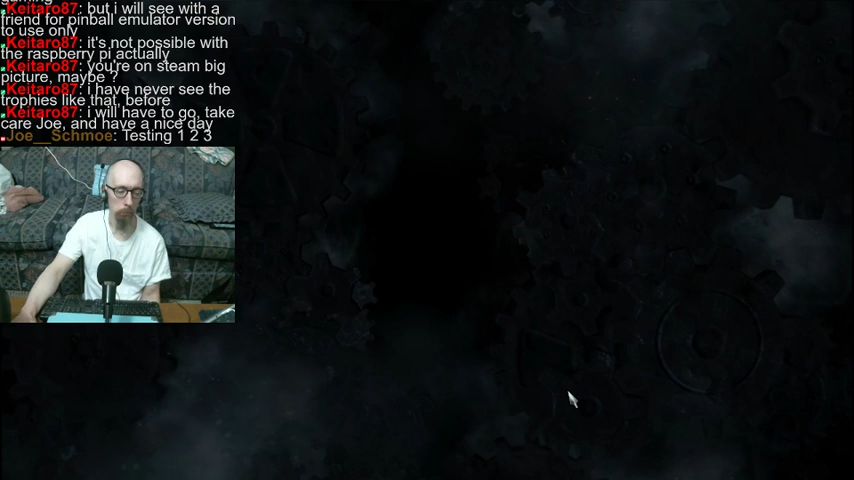 Keitaro87: but i will see with a
friend for pinball emulator version
to use only
Keitaro87: it's not possible with
the raspberry pi actually
Keitaro87: you're on steam big
picture, maybe ?
Keitaro87: i have never see the
trophies like that, before
Keitaro87: i will have to go, take
care Joe, and have a nice day
Joe__Schmoe: Testing 1 2 3